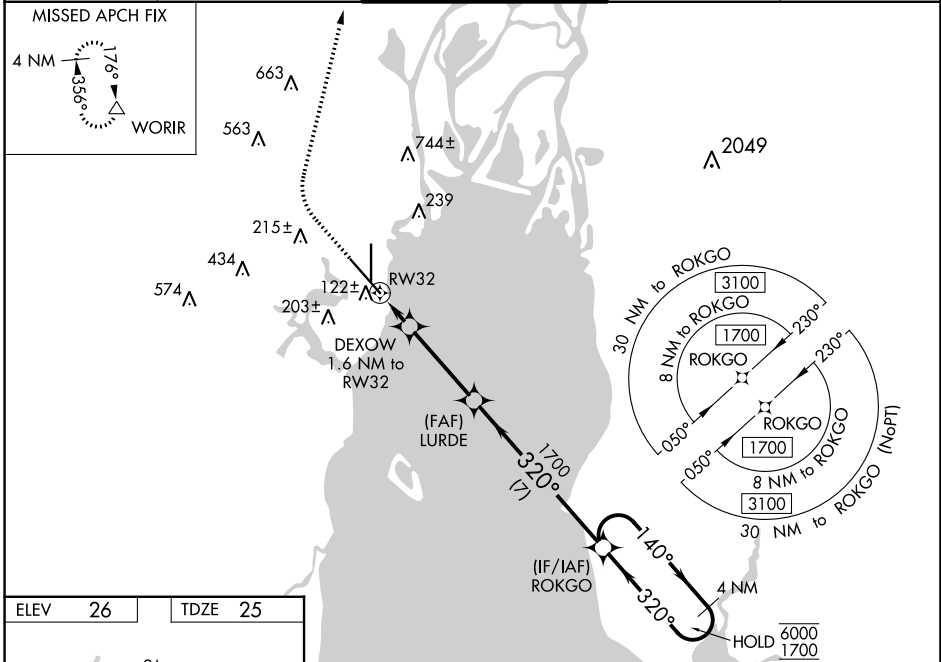 MISSED APCH FIX
4 NM
176°
356°
WORIR
663
563
744±
2049
239
215±
434
574
122±
203±
RW32
DEXOW
1.6 NM to
RW32
(FAF)
LURDE
1700
320°
(7)
(IF/IAF)
ROKGO
140°
320°
4 NM
HOLD
6000
1700
30 NM to ROKGO
3100
8 NM to ROKGO
1700
230°
ROKGO
050°
230°
ROKGO
050°
1700
8 NM to ROKGO
3100
30 NM to ROKGO (NoPT)
ELEV 26
TDZE 25